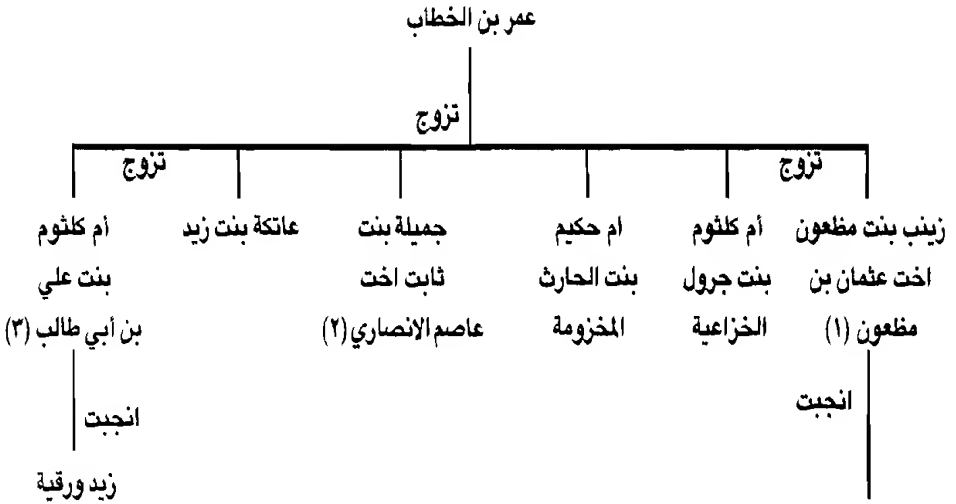 عمر بن الخطاب
تزوج
تزوج
تزوج
زينب بنت مظعون
اخت عثمان بن
مظعون (١)
أم كلثوم
بنت جرول
الخزاعية
ام حكيم
بنت الحارث
المخزومة
جميلة بنت
ثابت اخت
عاصم الانصاري (٢)
عاتكة بنت زيد
أم كلثوم
بنت علي
بن أبي طالب (٣)
انجبت
انجبت
زيد ورقية